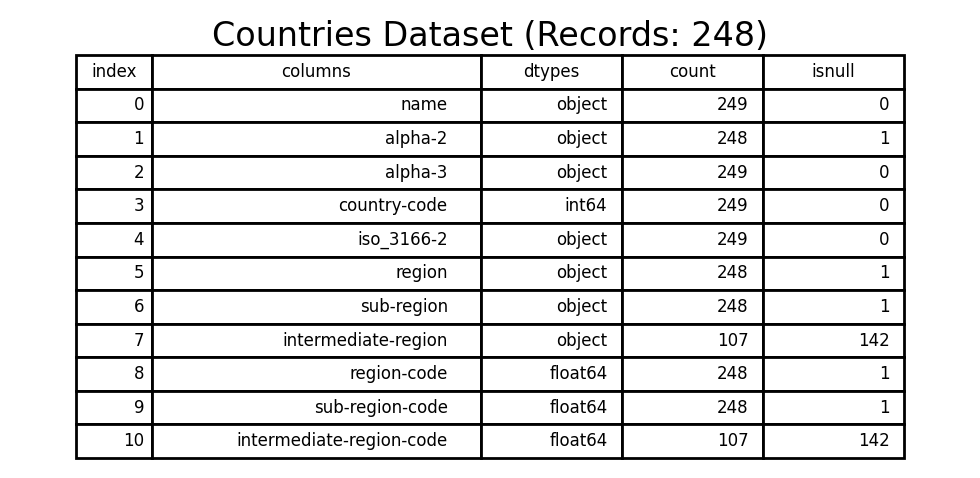 Countries Dataset (Records: 248)
index columns dtypes count isnull
0 name object 249 0
1 alpha-2 object 248 1
2 alpha-3 object 249 0
3 country-code int64 249 0
4 iso_3166-2 object 249 0
5 region object 248 1
6 sub-region object 248 1
7 intermediate-region object 107 142
8 region-code float64 248 1
9 sub-region-code float64 248 1
10 intermediate-region-code float64 107 142